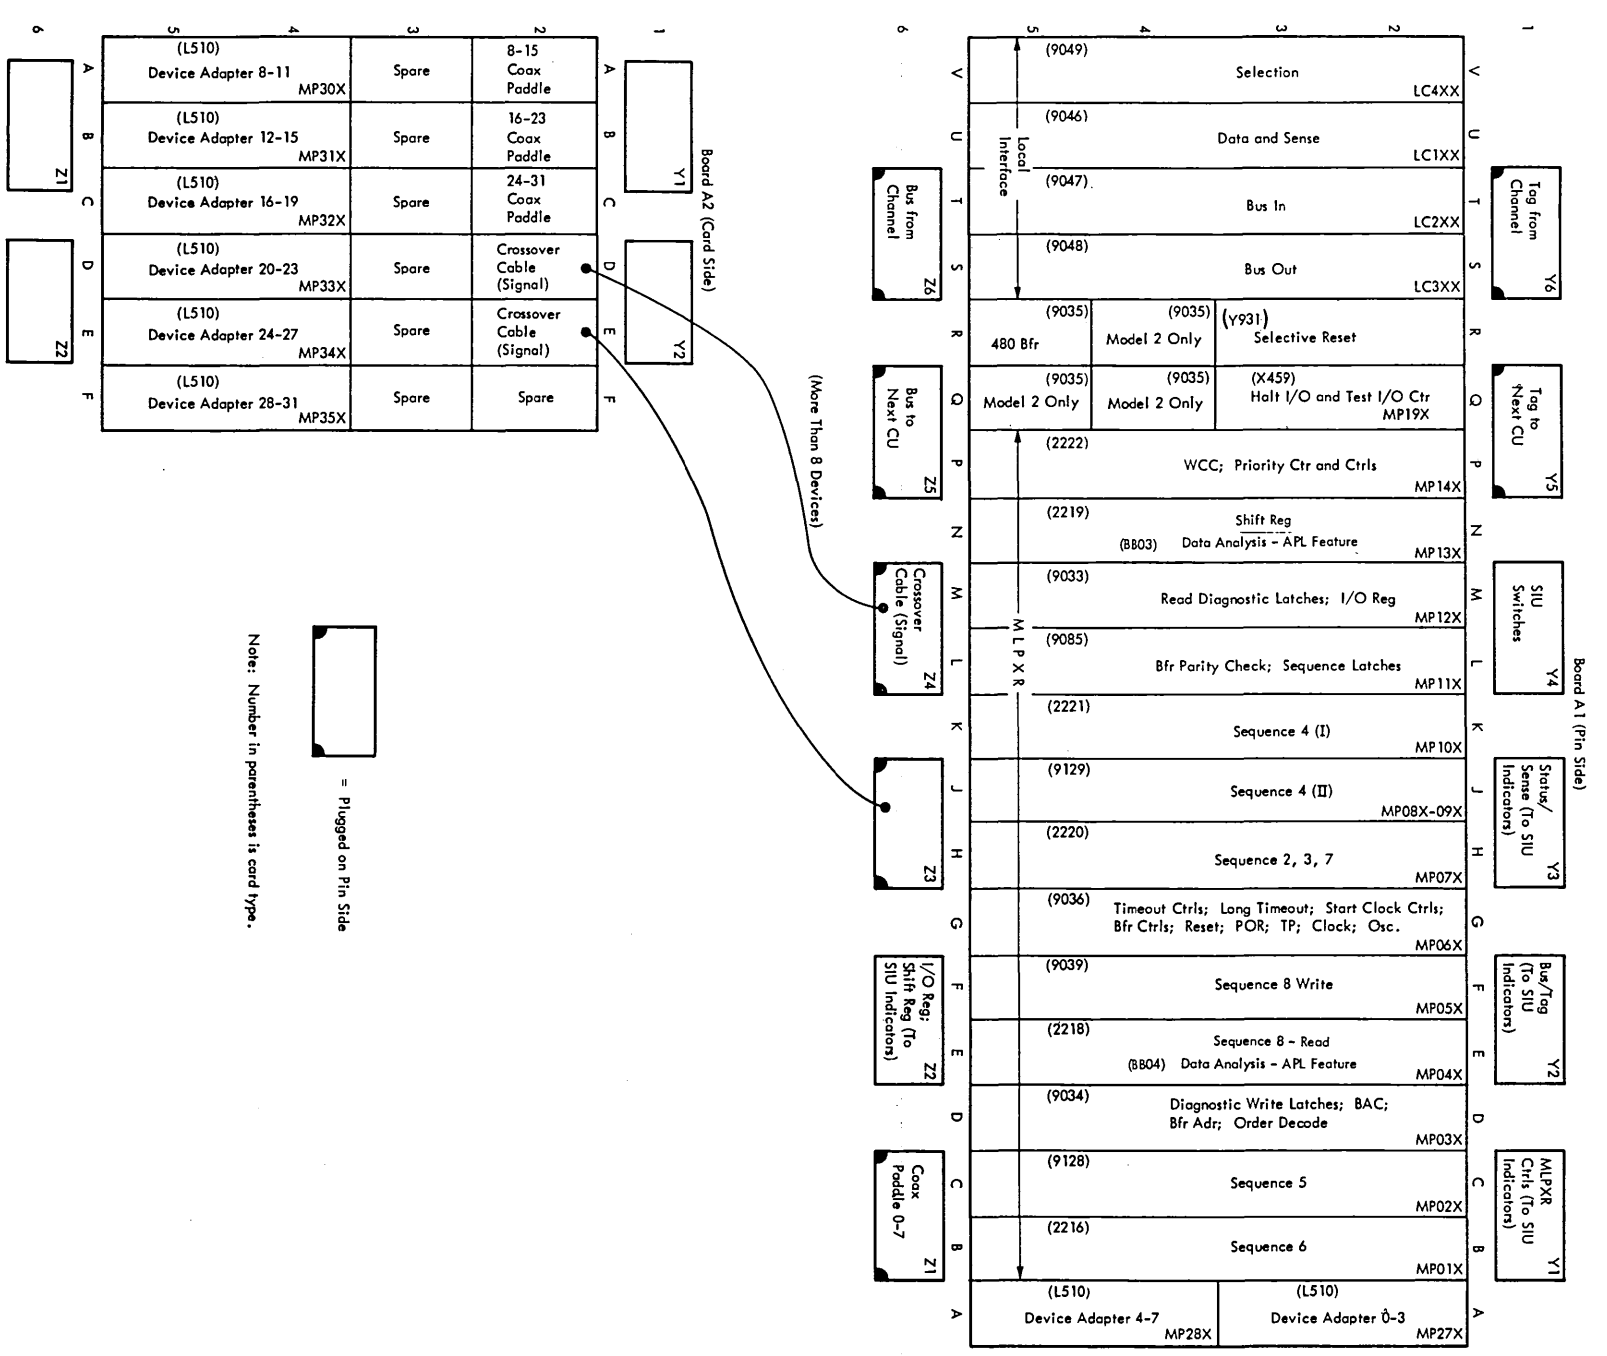 6
5
4
3
2
1
A
(L510)
Device Adapter 8-11
MP30X
Spare
8-15
Coax
Paddle
A
B
(L510)
Device Adapter 12-15
MP31X
Spare
16-23
Coax
Paddle
B
C
(L510)
Device Adapter 16-19
MP32X
Spare
24-31
Coax
Paddle
C
D
(L510)
Device Adapter 20-23
MP33X
Spare
Crossover
Cable
(Signal)
D
E
(L510)
Device Adapter 24-27
MP34X
Spare
Crossover
Cable
(Signal)
E
F
(L510)
Device Adapter 28-31
MP35X
Spare
Spare
F
Z1
Z2
Y1
Y2
Board A2 (Card Side)
(More Than 8 Devices)
= Plugged on Pin Side
Note: Number in parentheses is card type.
6
5
4
3
2
1
Board A1 (Pin Side)
V
(9049)
Selection
LC4XX
V
U
(9046)
Data and Sense
LC1XX
U
Local
Interface
T
(9047)
Bus In
LC2XX
T
S
(9048)
Bus Out
LC3XX
S
R
(9035)
480 Bfr
(9035)
Model 2 Only
(Y931)
Selective Reset
R
Q
(9035)
Model 2 Only
(9035)
Model 2 Only
(X459)
Halt I/O and Test I/O Ctr
MP19X
Q
P
(2222)
WCC; Priority Ctr and Ctrls
MP14X
P
N
(2219)
Shift Reg
(BB03) Data Analysis - APL Feature
MP13X
N
M
(9033)
Read Diagnostic Latches; I/O Reg
MP12X
M
MLPXR
L
(9085)
Bfr Parity Check; Sequence Latches
MP11X
L
K
(2221)
Sequence 4 (I)
MP10X
K
J
(9129)
Sequence 4 (II)
MP08X-09X
J
H
(2220)
Sequence 2, 3, 7
MP07X
H
G
(9036)
Timeout Ctrls; Long Timeout; Start Clock Ctrls;
Bfr Ctrls; Reset; POR; TP; Clock; Osc.
MP06X
G
F
(9039)
Sequence 8 Write
MP05X
F
E
(2218)
Sequence 8 - Read
(BB04) Data Analysis - APL Feature
MP04X
E
D
(9034)
Diagnostic Write Latches; BAC;
Bfr Adr; Order Decode
MP03X
D
C
(9128)
Sequence 5
MP02X
C
B
(2216)
Sequence 6
MP01X
B
A
(L510)
Device Adapter 4-7
MP28X
(L510)
Device Adapter 0-3
MP27X
A
Bus from
Channel
Z6
Bus to
Next CU
Z5
Crossover
Cable (Signal)
Z4
Z3
I/O Reg;
Shift Reg (To
SIU Indicators)
Z2
Coax
Paddle 0-7
Z1
Tag from
Channel
Y6
Tag to
Next CU
Y5
SIU
Switches
Y4
Status/
Sense (To SIU
Indicators)
Y3
Bus/Tag
(To SIU
Indicators)
Y2
MLPXR
Ctrls (To SIU
Indicators)
Y1